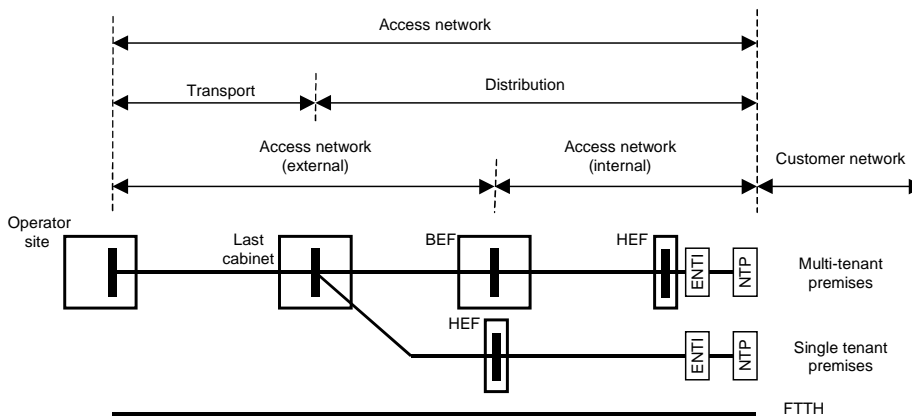 Access network
Transport
Distribution
Access network
(external)
Access network
(internal)
Customer network
Operator
site
Last
cabinet
BEF
HEF
ENTI
NTP
Multi-tenant
premises
HEF
ENTI
NTP
Single tenant
premises
FTTH